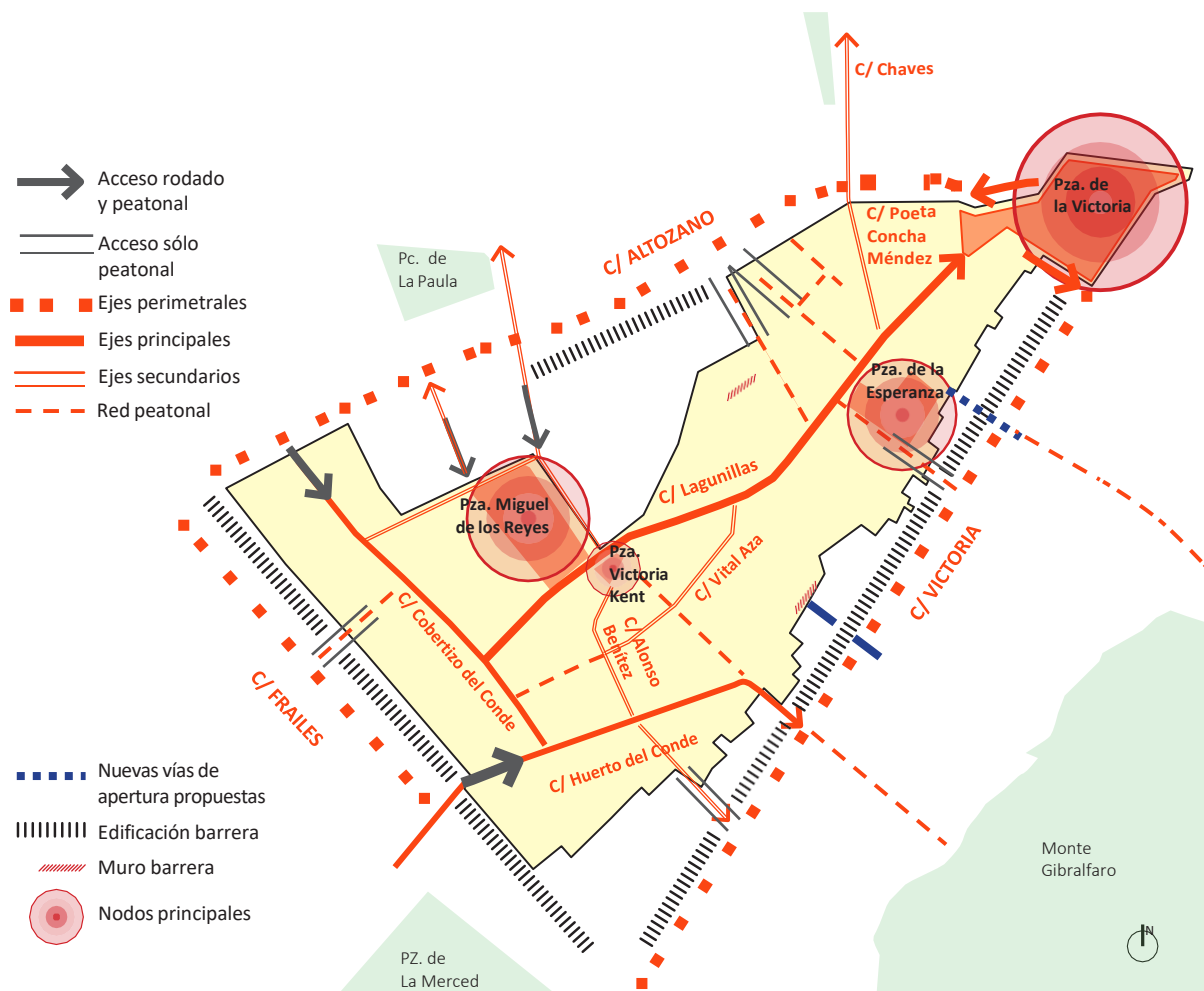 Acceso rodado
y peatonal
Acceso sólo
peatonal
Ejes perimetrales
Ejes principales
Ejes secundarios
Red peatonal
Nuevas vías de
apertura propuestas
Edificación barrera
Muro barrera
Nodos principales
C/ Chaves
Pza. de
la Victoria
C/ Poeta
Concha
Méndez
C/ ALTOZANO
Pc. de
La Paula
Pza. de la
Esperanza
C/ Lagunillas
Pza. Miguel
de los Reyes
Pza.
Victoria
Kent
C/ Vital Aza
C/ VICTORIA
C/ Cobertizo del Conde
C/ Alonso
Benítez
C/ FRAILES
C/ Huerto del Conde
Monte
Gibralfaro
PZ. de
La Merced
N